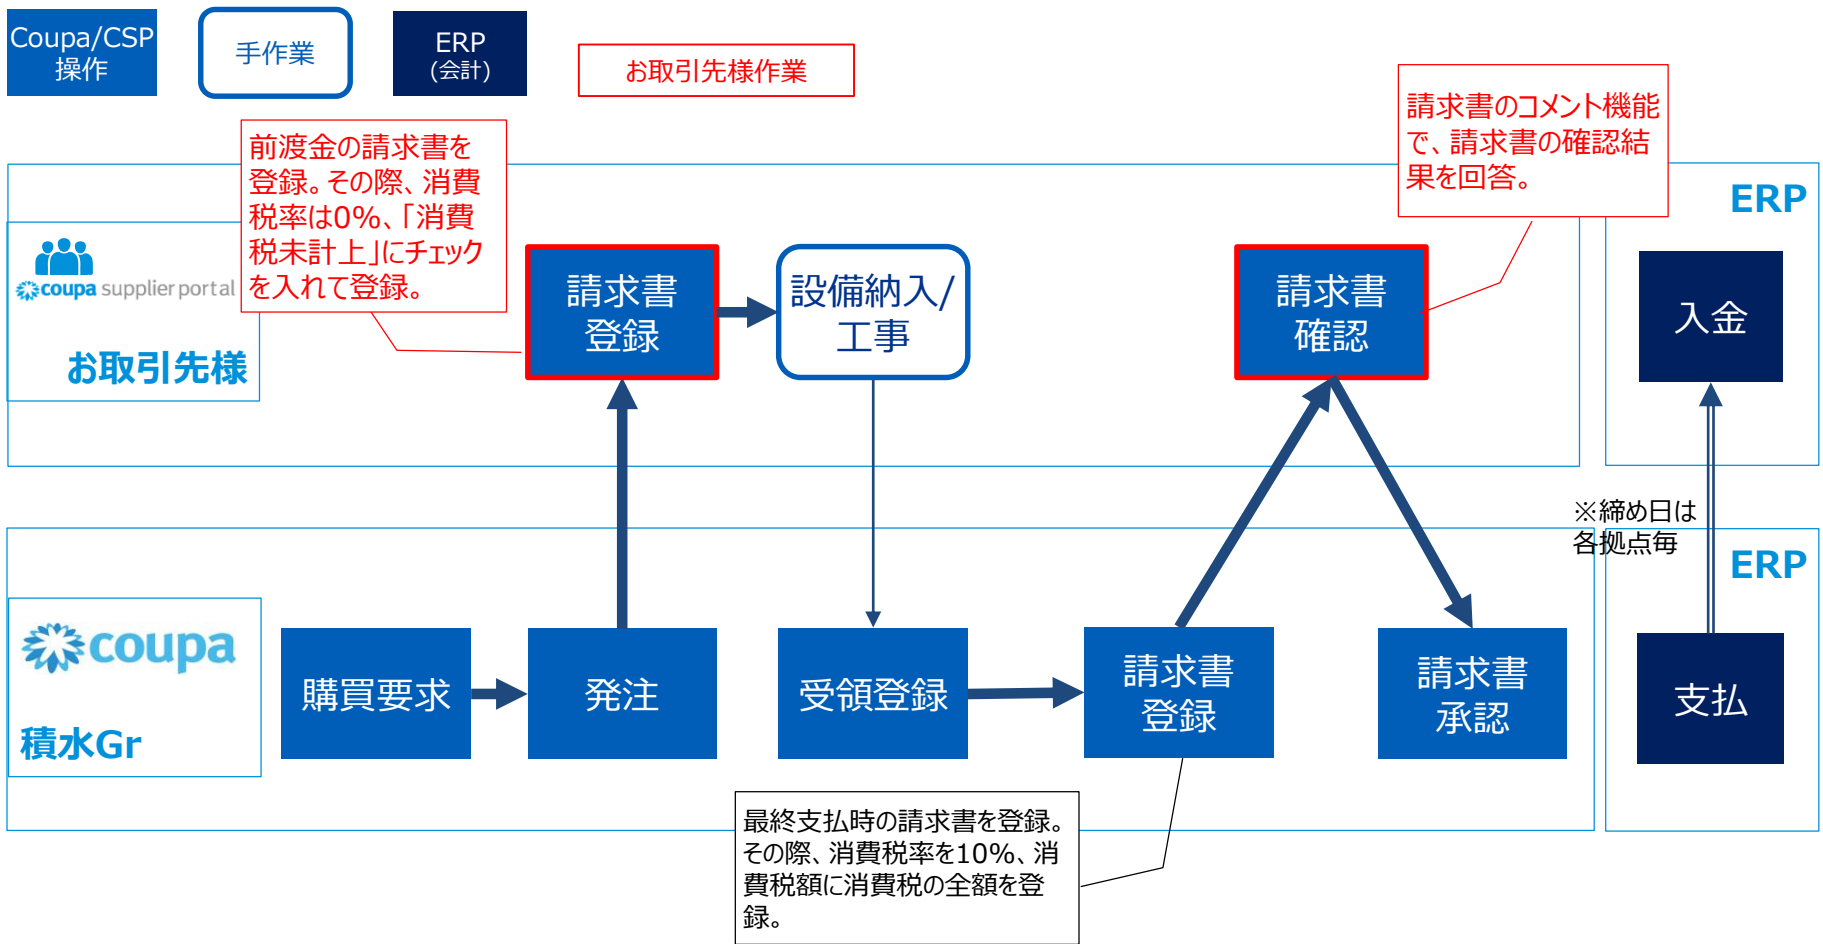 Coupa/CSP
操作
手作業
ERP
(会計)
お取引先様作業
前渡金の請求書を
登録。その際、消費
税率は0%、「消費
税未計上」にチェック
を入れて登録。
請求書のコメント機能
で、請求書の確認結
果を回答。
coupa supplier portal
お取引先様
請求書
登録
設備納入/
工事
請求書
確認
ERP
入金
※締め日は
各拠点毎
coupa
積水Gr
購買要求
発注
受領登録
請求書
登録
請求書
承認
ERP
支払
最終支払時の請求書を登録。
その際、消費税率を10%、消
費税額に消費税の全額を登
録。